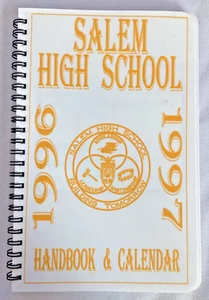 SALEM
HIGH SCHOOL
1996
1997
SALEM HIGH SCHOOL
BUILDING TOMORROW
HANDBOOK & CALENDAR